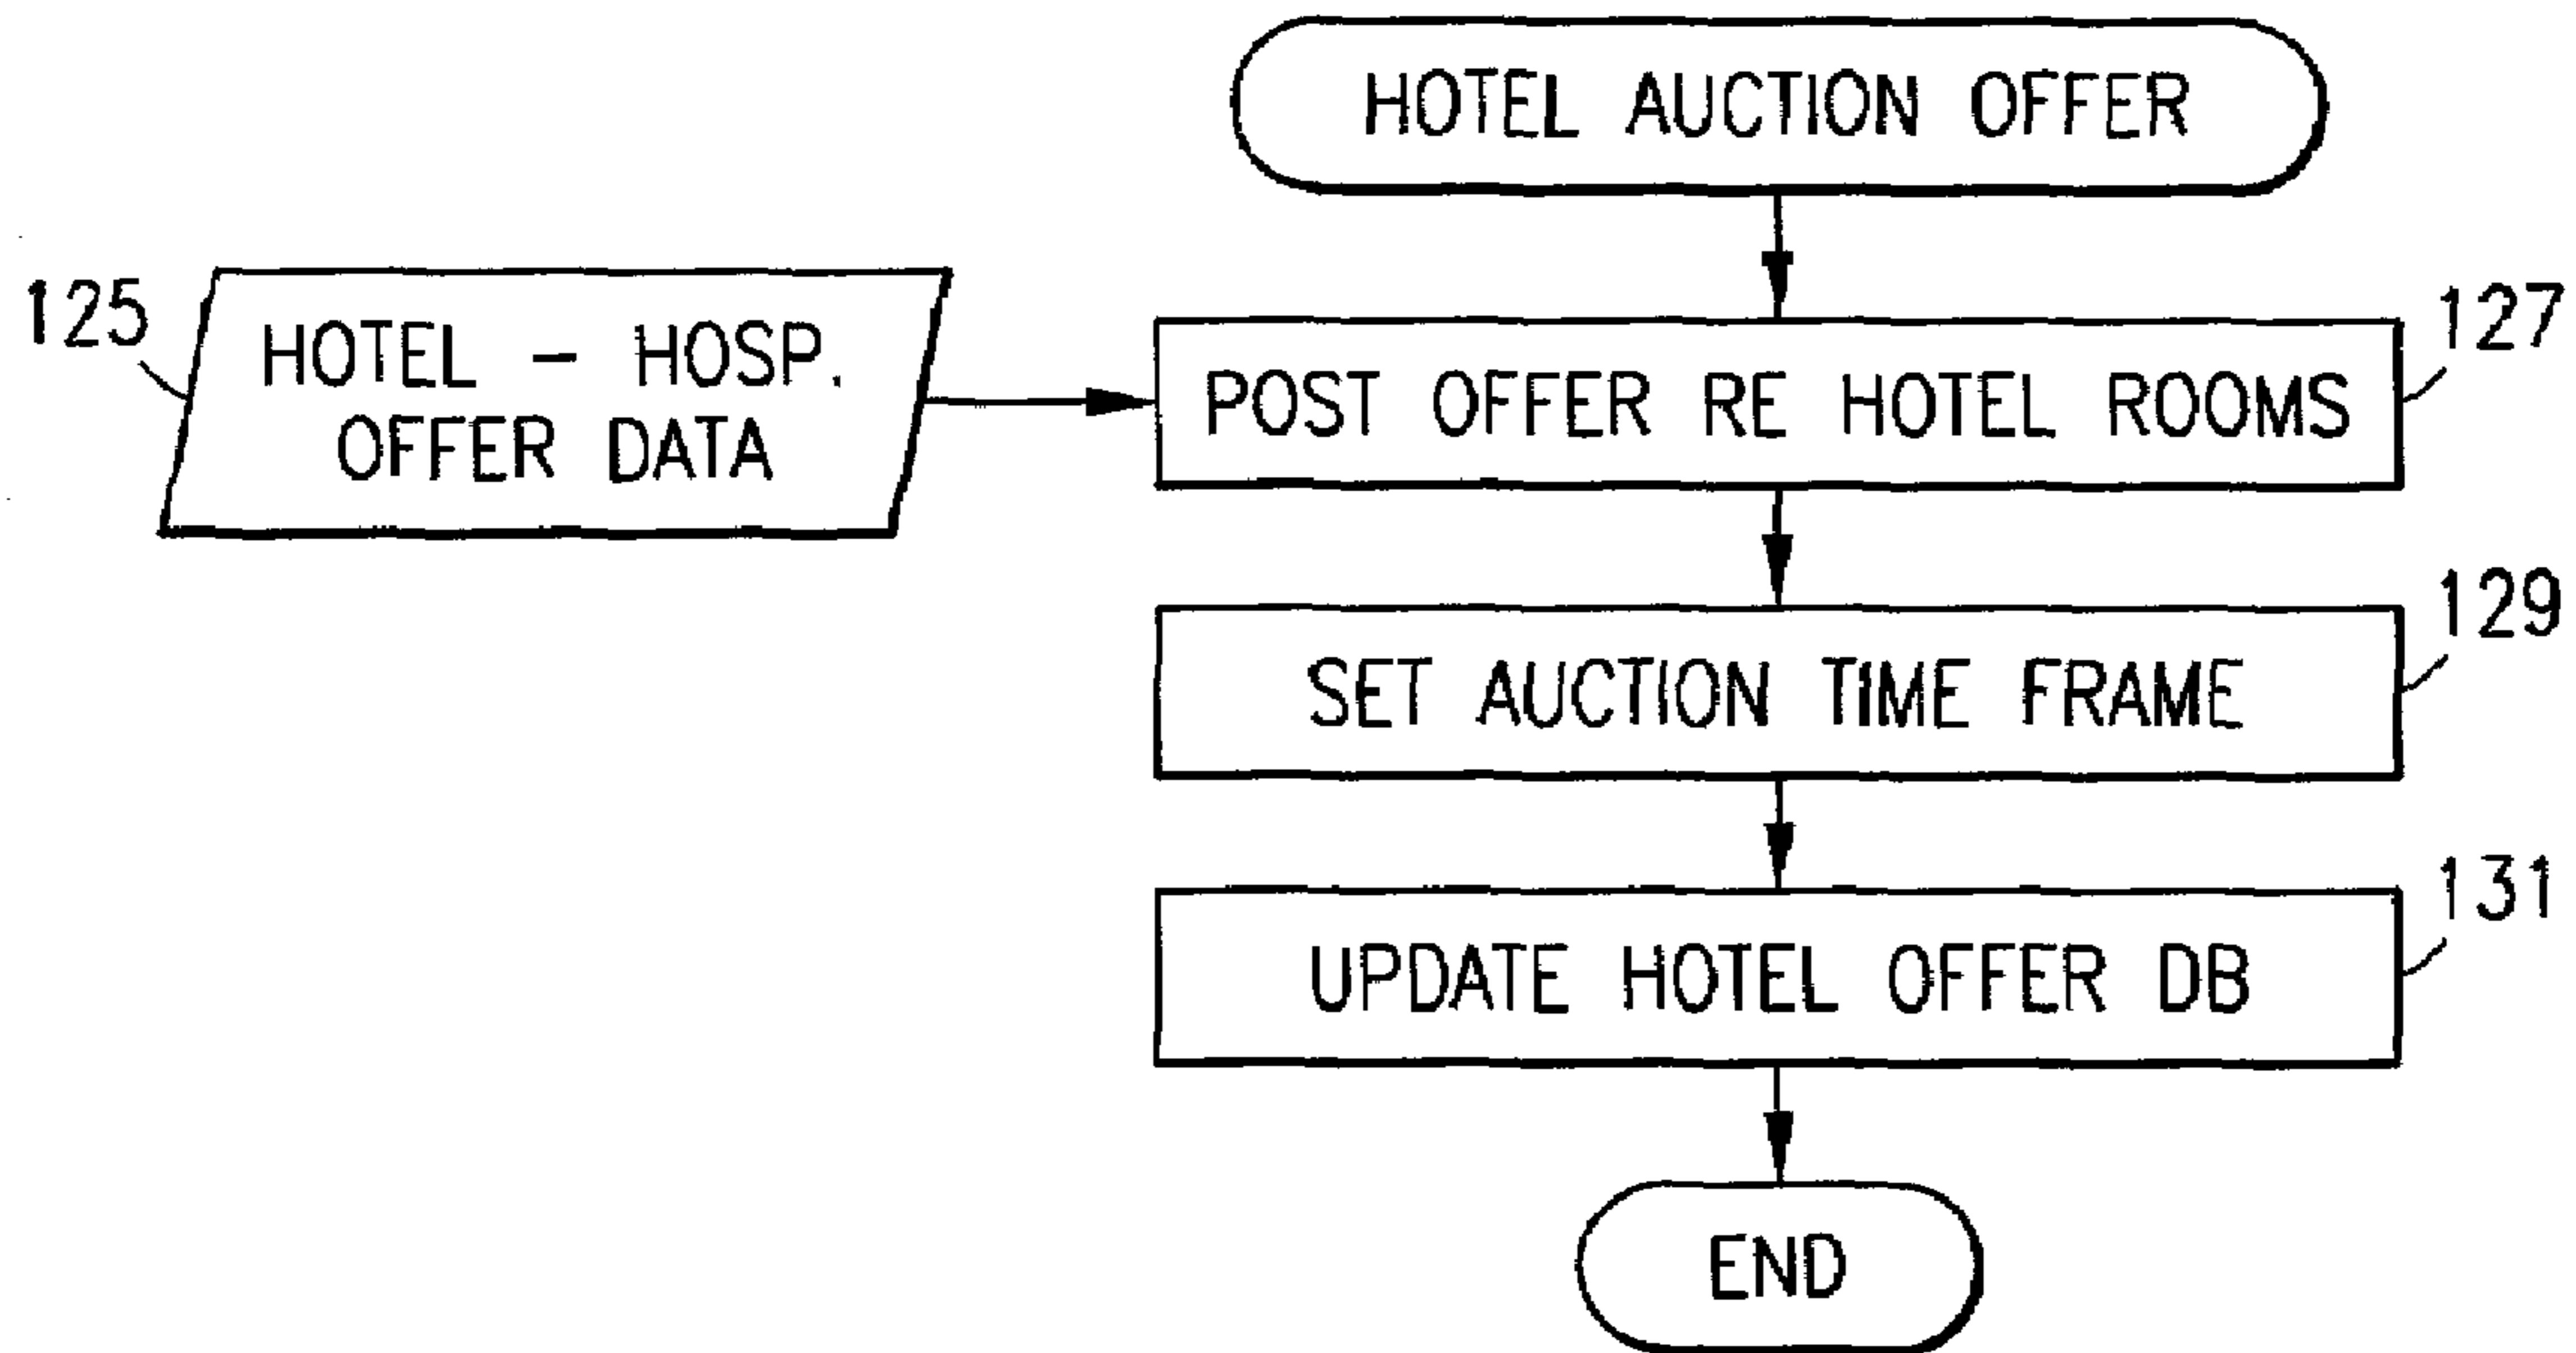 HOTEL AUCTION OFFER
125
HOTEL – HOSP.
OFFER DATA
127
POST OFFER RE HOTEL ROOMS
129
SET AUCTION TIME FRAME
131
UPDATE HOTEL OFFER DB
END